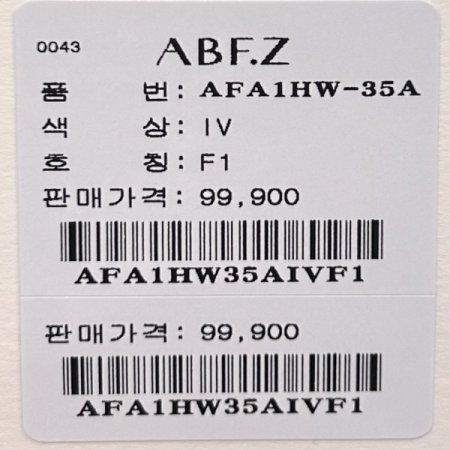 0043 ABF.Z
품 번: AFA1HW-35A
색 상: IV
호 칭: F1
판매가격: 99,900
AFA1HW35AIVF1
판매가격: 99,900
AFA1HW35AIVF1